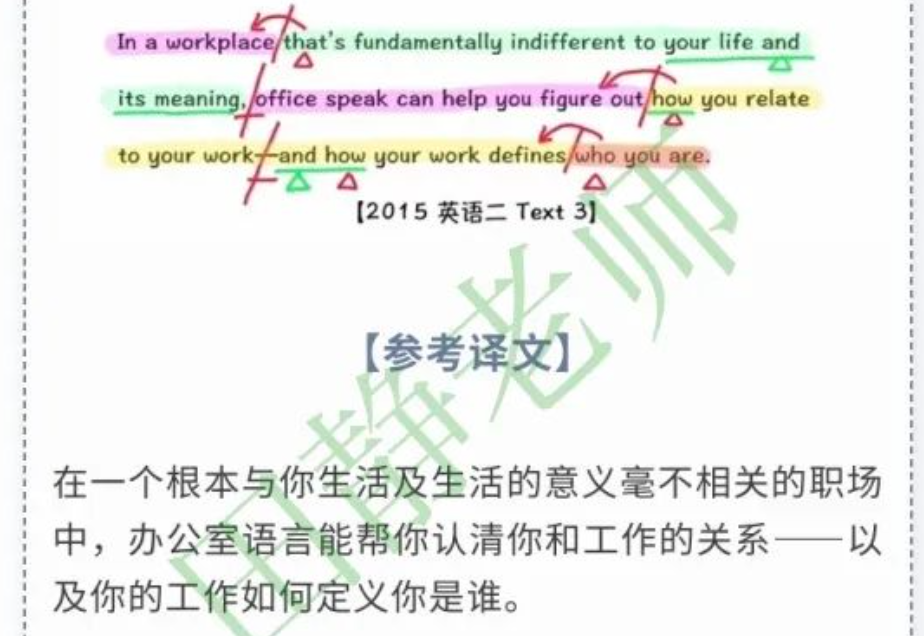 In a workplace that's fundamentally indifferent to your life and
its meaning, office speak can help you figure out how you relate
to your work—and how your work defines who you are.
【2015 英语二 Text 3】
【参考译文】
在一个根本与你生活及生活的意义毫不相关的职场
中，办公室语言能帮你认清你和工作的关系——以
及你的工作如何定义你是谁。
田静老师